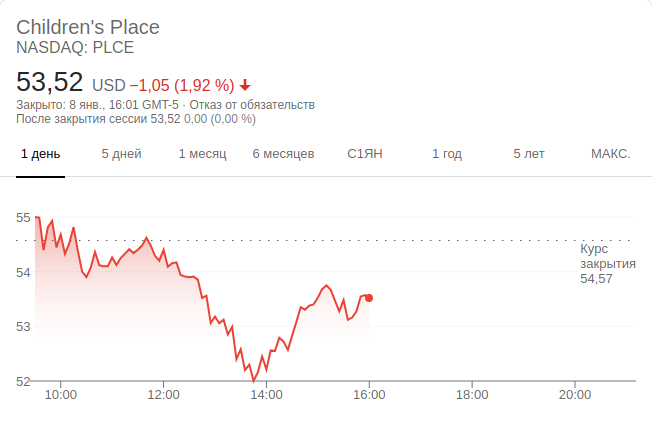 Children's Place
NASDAQ: PLCE
53,52 USD −1,05 (1,92 %)
Закрыто: 8 янв., 16:01 GMT-5 · Отказ от обязательств
После закрытия сессии 53,52 0,00 (0,00 %)
1 день 5 дней 1 месяц 6 месяцев С1ЯН 1 год 5 лет МАКС.
55
Курс
закрытия
54,57
54
53
52
10:00 12:00 14:00 16:00 18:00 20:00